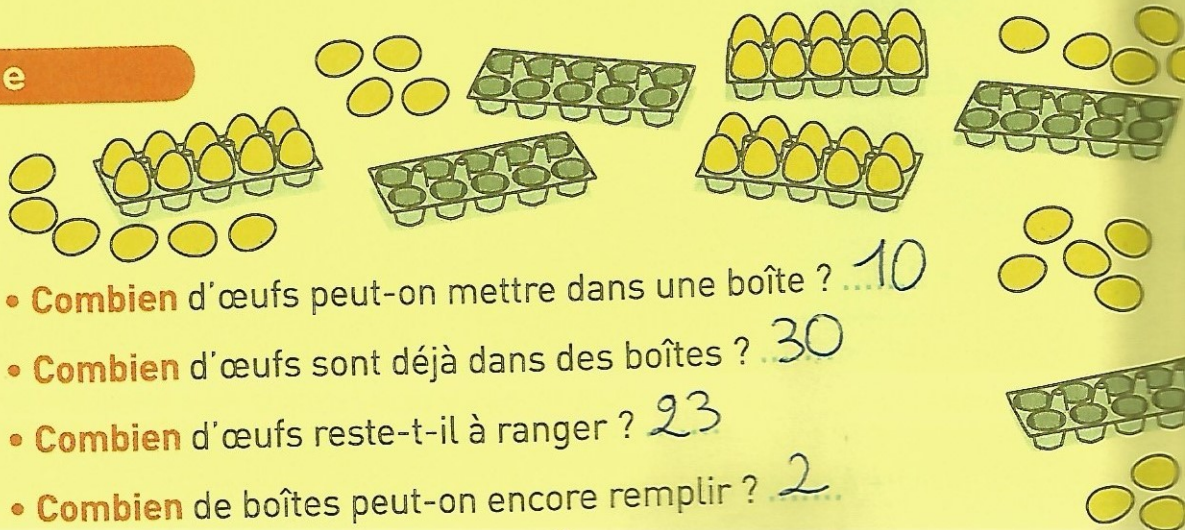 e
• Combien d'œufs peut-on mettre dans une boîte ? 10
• Combien d'œufs sont déjà dans des boîtes ? 30
• Combien d'œufs reste-t-il à ranger ? 23
• Combien de boîtes peut-on encore remplir ? 2